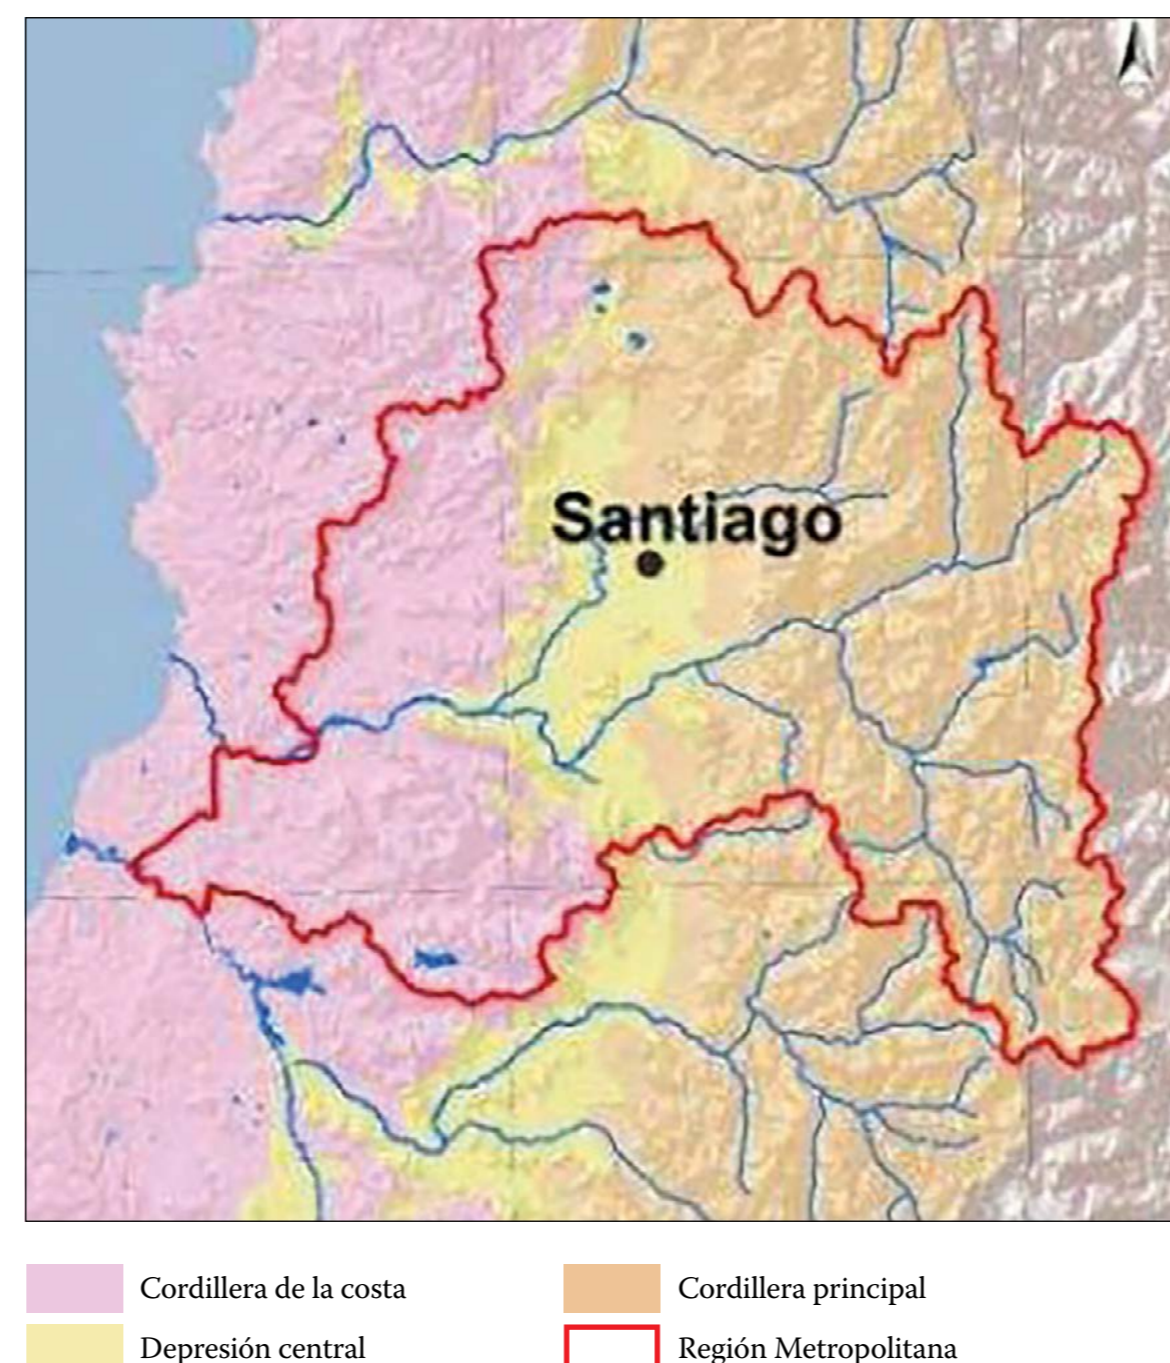 Santiago
Cordillera de la costa
Cordillera principal
Depresión central
Región Metropolitana